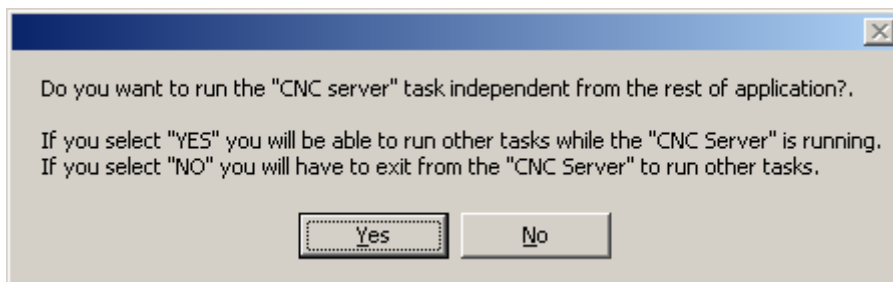 Do you want to run the "CNC server" task independent from the rest of application?.
If you select "YES" you will be able to run other tasks while the "CNC Server" is running.
If you select "NO" you will have to exit from the "CNC Server" to run other tasks.
Yes
No